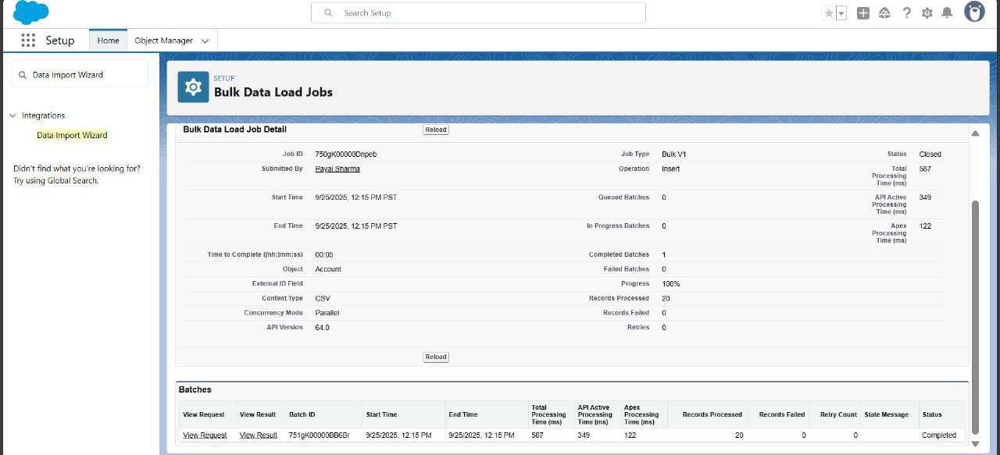 Search Setup
Setup
Home
Object Manager
Data Import Wizard
Integrations
Data Import Wizard
Didn't find what you're looking for?
Try using Global Search.
SETUP
Bulk Data Load Jobs
Bulk Data Load Job Detail
Reload
Job ID 750gK00000Dnpeb Job Type Bulk V1 Status Closed
Submitted By Payal Sharma Operation Insert Total Processing Time (ms) 587
Start Time 9/25/2025, 12:15 PM PST Queued Batches 0 API Active Processing Time (ms) 349
End Time 9/25/2025, 12:15 PM PST In Progress Batches 0 Apex Processing Time (ms) 122
Time to Complete ([hh:]mm:ss) 00:05 Completed Batches 1
Object Account Failed Batches 0
External ID Field Progress 100%
Content Type CSV Records Processed 20
Concurrency Mode Parallel Records Failed 0
API Version 64.0 Retries 0
Reload
Batches
View Request View Result Batch ID Start Time End Time Total Processing Time (ms) API Active Processing Time (ms) Apex Processing Time (ms) Records Processed Records Failed Retry Count State Message Status
View Request View Result 751gK00000BB6Br 9/25/2025, 12:15 PM 9/25/2025, 12:15 PM 587 349 122 20 0 0 Completed